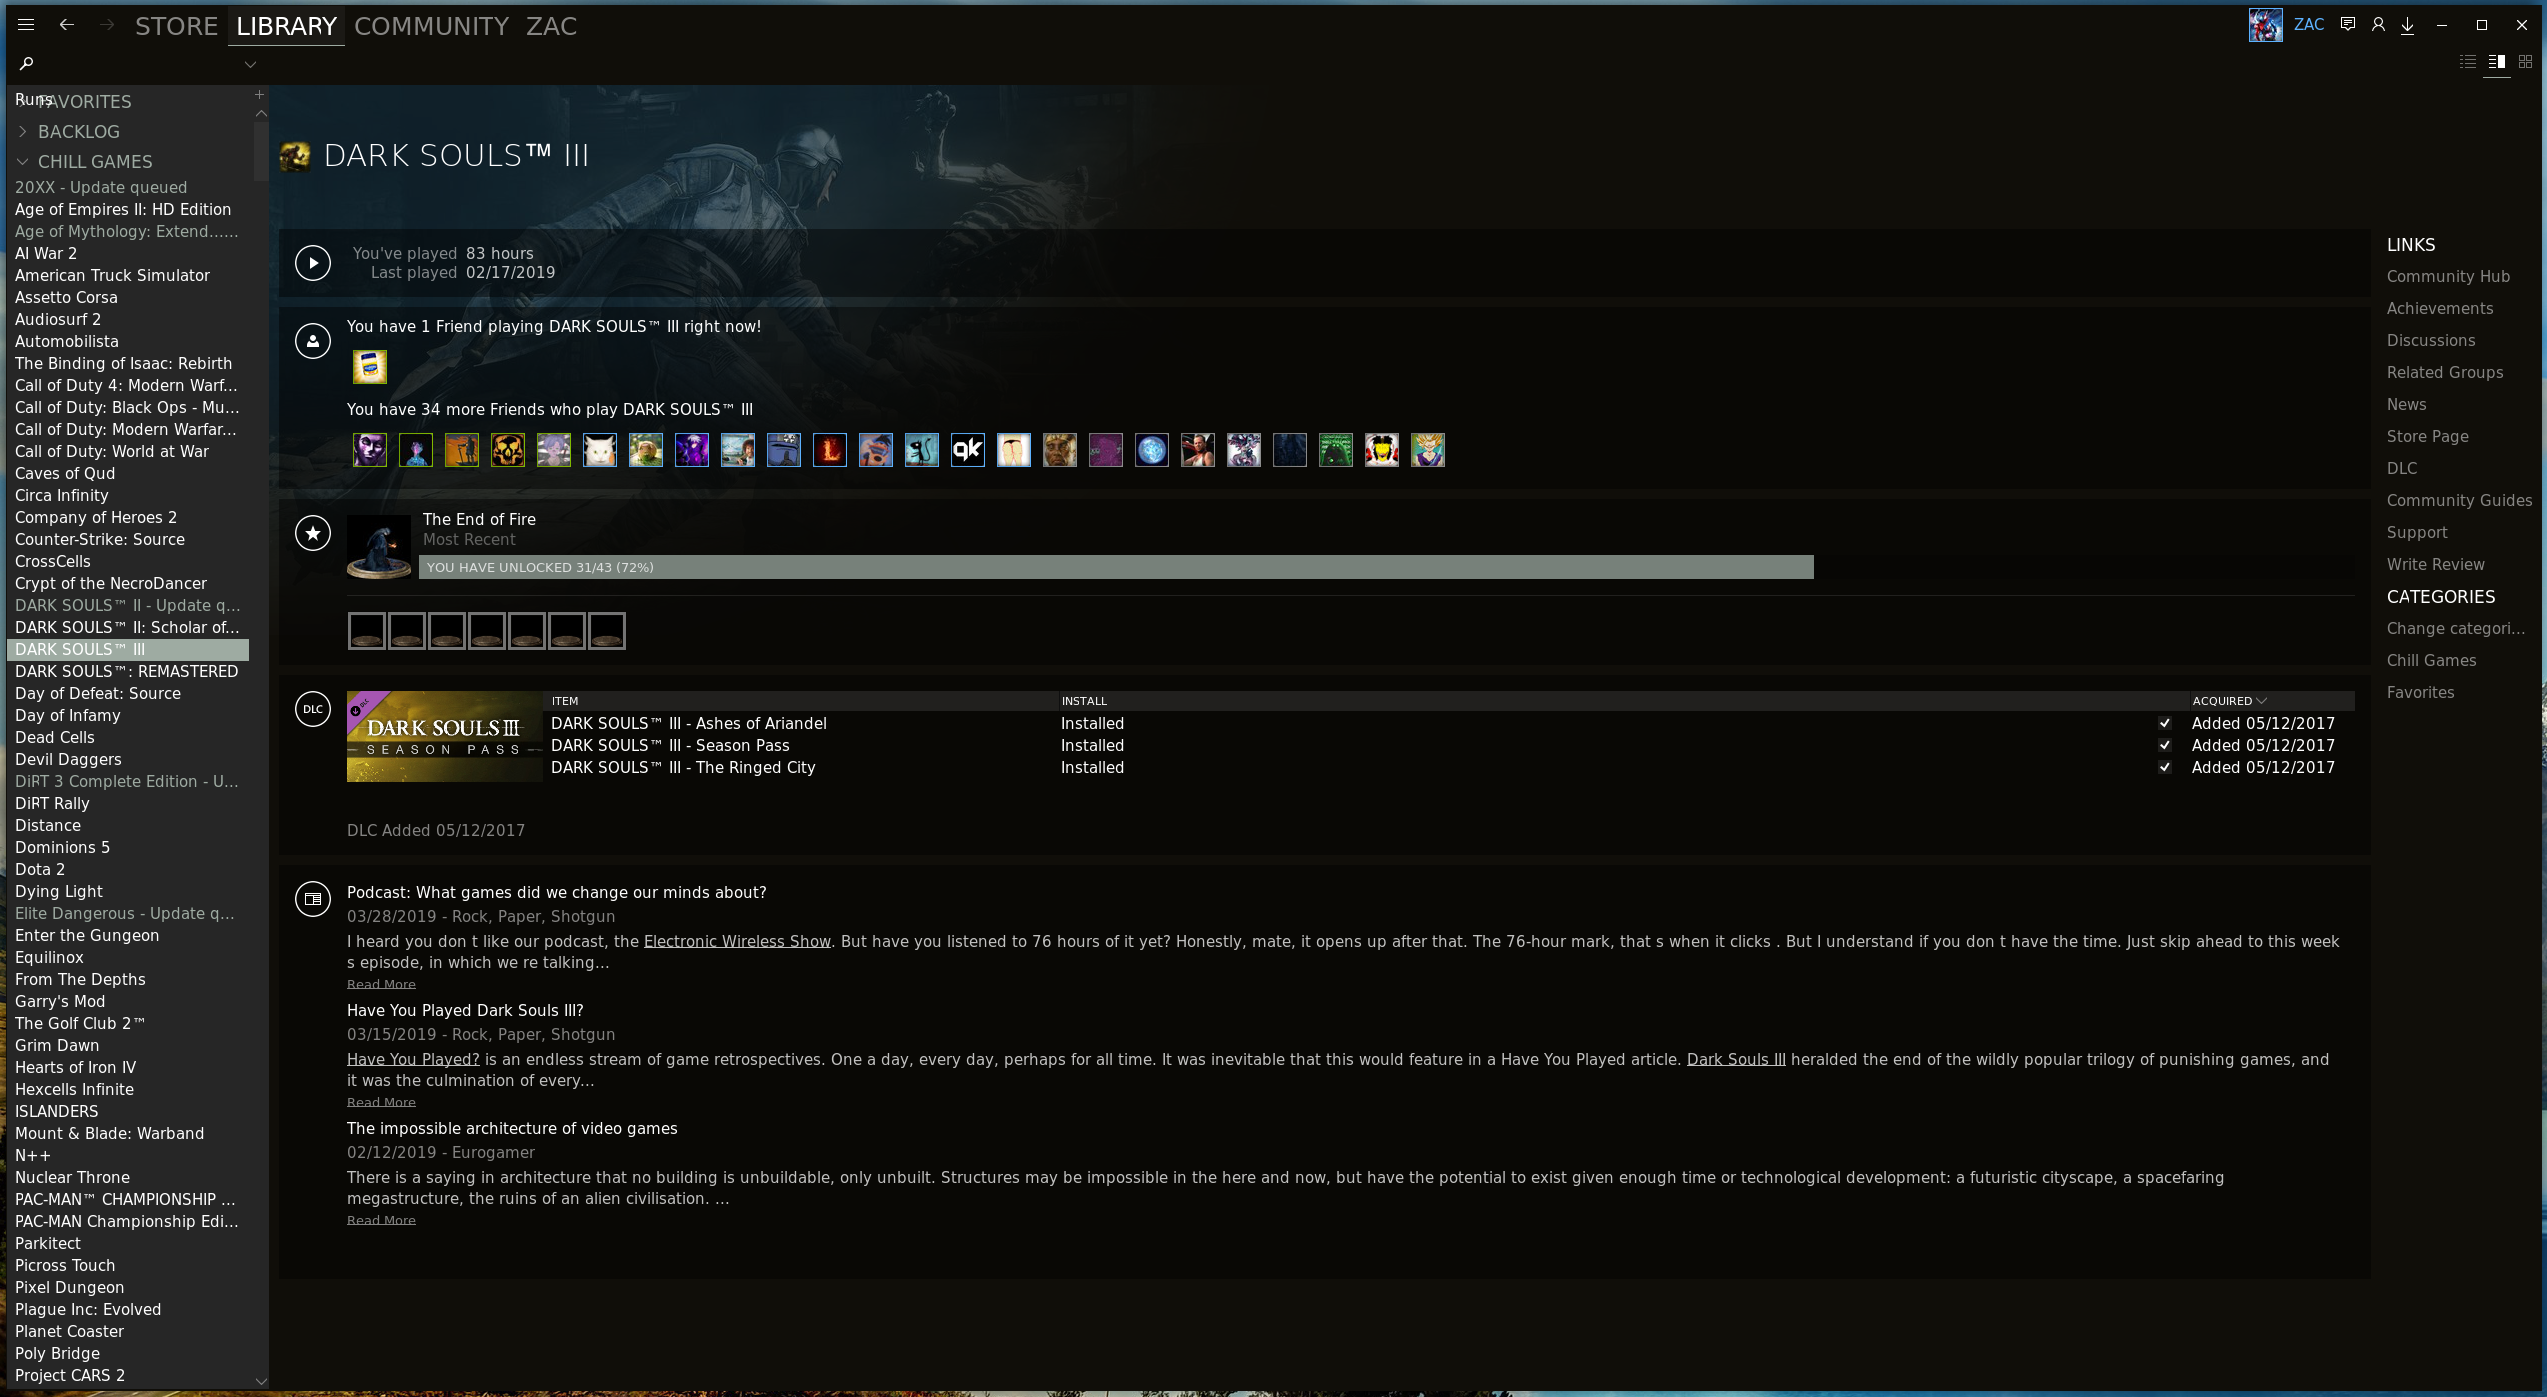 STORE LIBRARY COMMUNITY ZAC
ZAC
Runs
FAVORITES
BACKLOG
CHILL GAMES
20XX - Update queued
Age of Empires II: HD Edition
Age of Mythology: Extend......
AI War 2
American Truck Simulator
Assetto Corsa
Audiosurf 2
Automobilista
The Binding of Isaac: Rebirth
Call of Duty 4: Modern Warf...
Call of Duty: Black Ops - Mu...
Call of Duty: Modern Warfar...
Call of Duty: World at War
Caves of Qud
Circa Infinity
Company of Heroes 2
Counter-Strike: Source
CrossCells
Crypt of the NecroDancer
DARK SOULS™ II - Update q...
DARK SOULS™ II: Scholar of...
DARK SOULS™ III
DARK SOULS™: REMASTERED
Day of Defeat: Source
Day of Infamy
Dead Cells
Devil Daggers
DiRT 3 Complete Edition - U...
DiRT Rally
Distance
Dominions 5
Dota 2
Dying Light
Elite Dangerous - Update q...
Enter the Gungeon
Equilinox
From The Depths
Garry's Mod
The Golf Club 2™
Grim Dawn
Hearts of Iron IV
Hexcells Infinite
ISLANDERS
Mount & Blade: Warband
N++
Nuclear Throne
PAC-MAN™ CHAMPIONSHIP ...
PAC-MAN Championship Edi...
Parkitect
Picross Touch
Pixel Dungeon
Plague Inc: Evolved
Planet Coaster
Poly Bridge
Project CARS 2
DARK SOULS™ III
You've played 83 hours
Last played 02/17/2019
You have 1 Friend playing DARK SOULS™ III right now!
You have 34 more Friends who play DARK SOULS™ III
qk
The End of Fire
Most Recent
YOU HAVE UNLOCKED 31/43 (72%)
DLC
DLC
DARK SOULS III
SEASON PASS
ITEM INSTALL ACQUIRED
DARK SOULS™ III - Ashes of Ariandel Installed Added 05/12/2017
DARK SOULS™ III - Season Pass Installed Added 05/12/2017
DARK SOULS™ III - The Ringed City Installed Added 05/12/2017
DLC Added 05/12/2017
Podcast: What games did we change our minds about?
03/28/2019 - Rock, Paper, Shotgun
I heard you don t like our podcast, the Electronic Wireless Show. But have you listened to 76 hours of it yet? Honestly, mate, it opens up after that. The 76-hour mark, that s when it clicks . But I understand if you don t have the time. Just skip ahead to this week
s episode, in which we re talking...
Read More
Have You Played Dark Souls III?
03/15/2019 - Rock, Paper, Shotgun
Have You Played? is an endless stream of game retrospectives. One a day, every day, perhaps for all time. It was inevitable that this would feature in a Have You Played article. Dark Souls III heralded the end of the wildly popular trilogy of punishing games, and
it was the culmination of every...
Read More
The impossible architecture of video games
02/12/2019 - Eurogamer
There is a saying in architecture that no building is unbuildable, only unbuilt. Structures may be impossible in the here and now, but have the potential to exist given enough time or technological development: a futuristic cityscape, a spacefaring
megastructure, the ruins of an alien civilisation. ...
Read More
LINKS
Community Hub
Achievements
Discussions
Related Groups
News
Store Page
DLC
Community Guides
Support
Write Review
CATEGORIES
Change categori...
Chill Games
Favorites